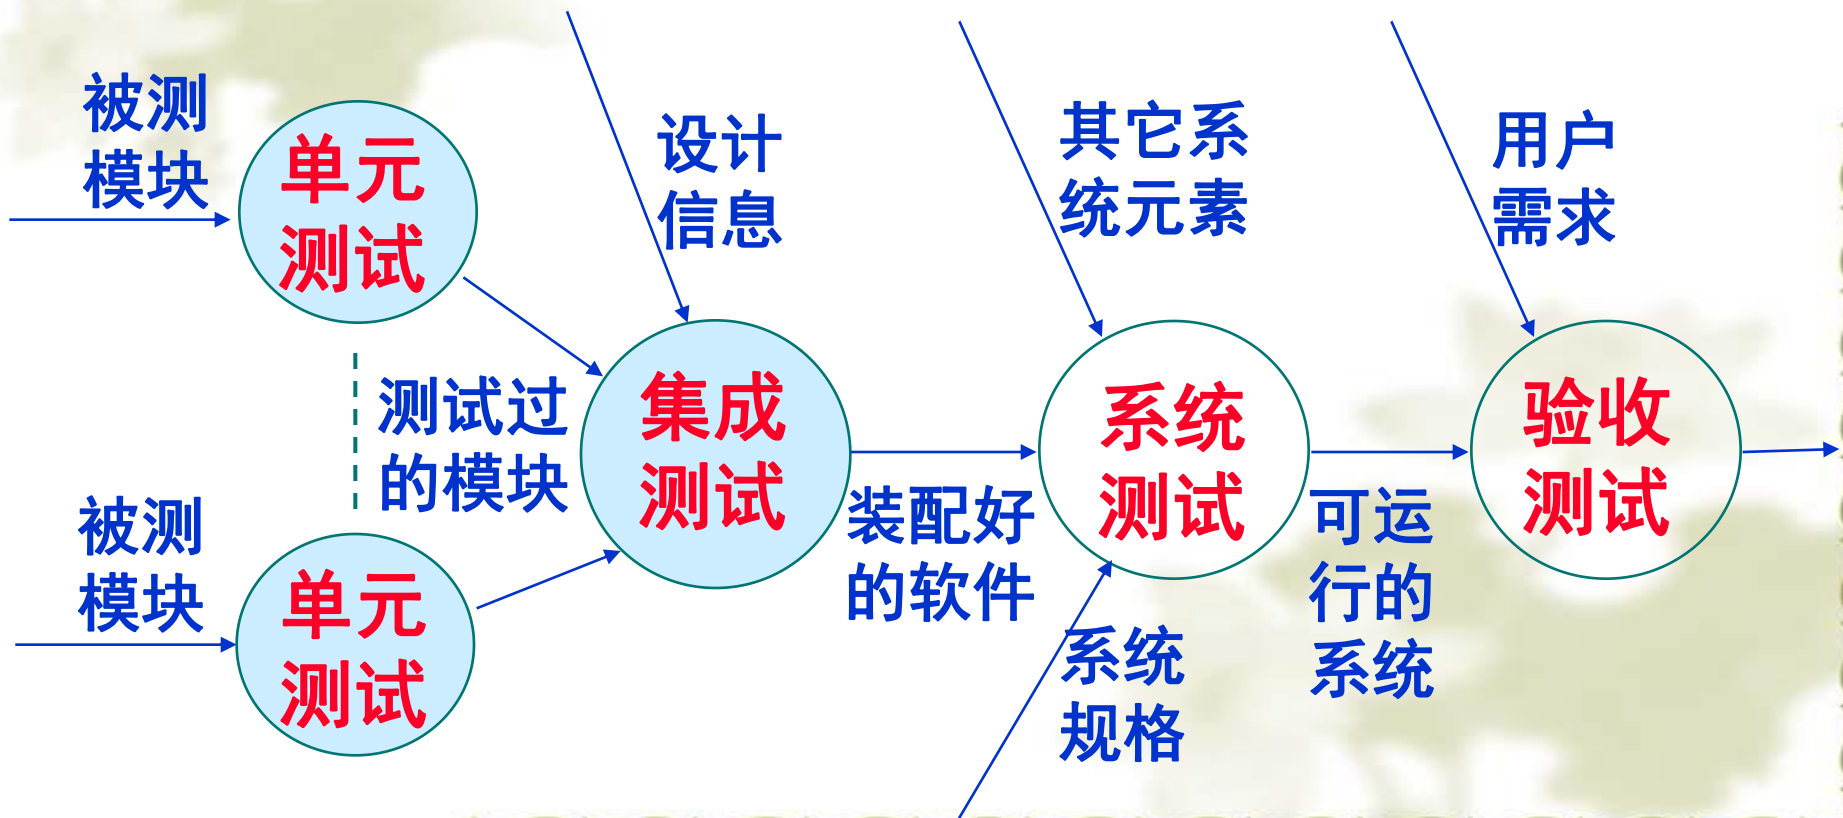 被测
模块
单元
测试
设计
信息
其它系
统元素
用户
需求
测试过
的模块
集成
测试
系统
测试
验收
测试
被测
模块
单元
测试
装配好
的软件
可运
行的
系统
系统
规格